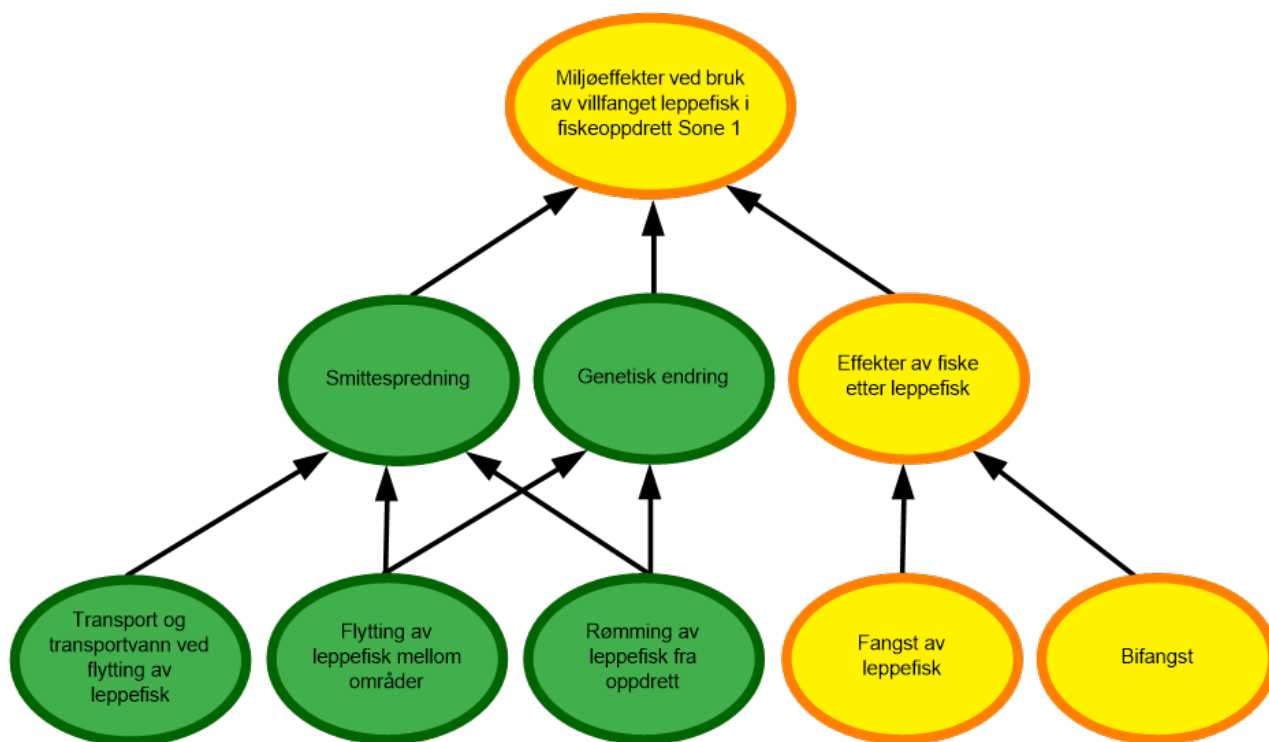 Miljøeffekter ved bruk
av villfanget leppefisk i
fiskeoppdrett Sone 1
Smittespredning
Genetisk endring
Effekter av fiske
etter leppefisk
Transport og
transportvann ved
flytting av
leppefisk
Flytting av
leppefisk mellom
områder
Rømming av
leppefisk fra
oppdrett
Fangst av
leppefisk
Bifangst